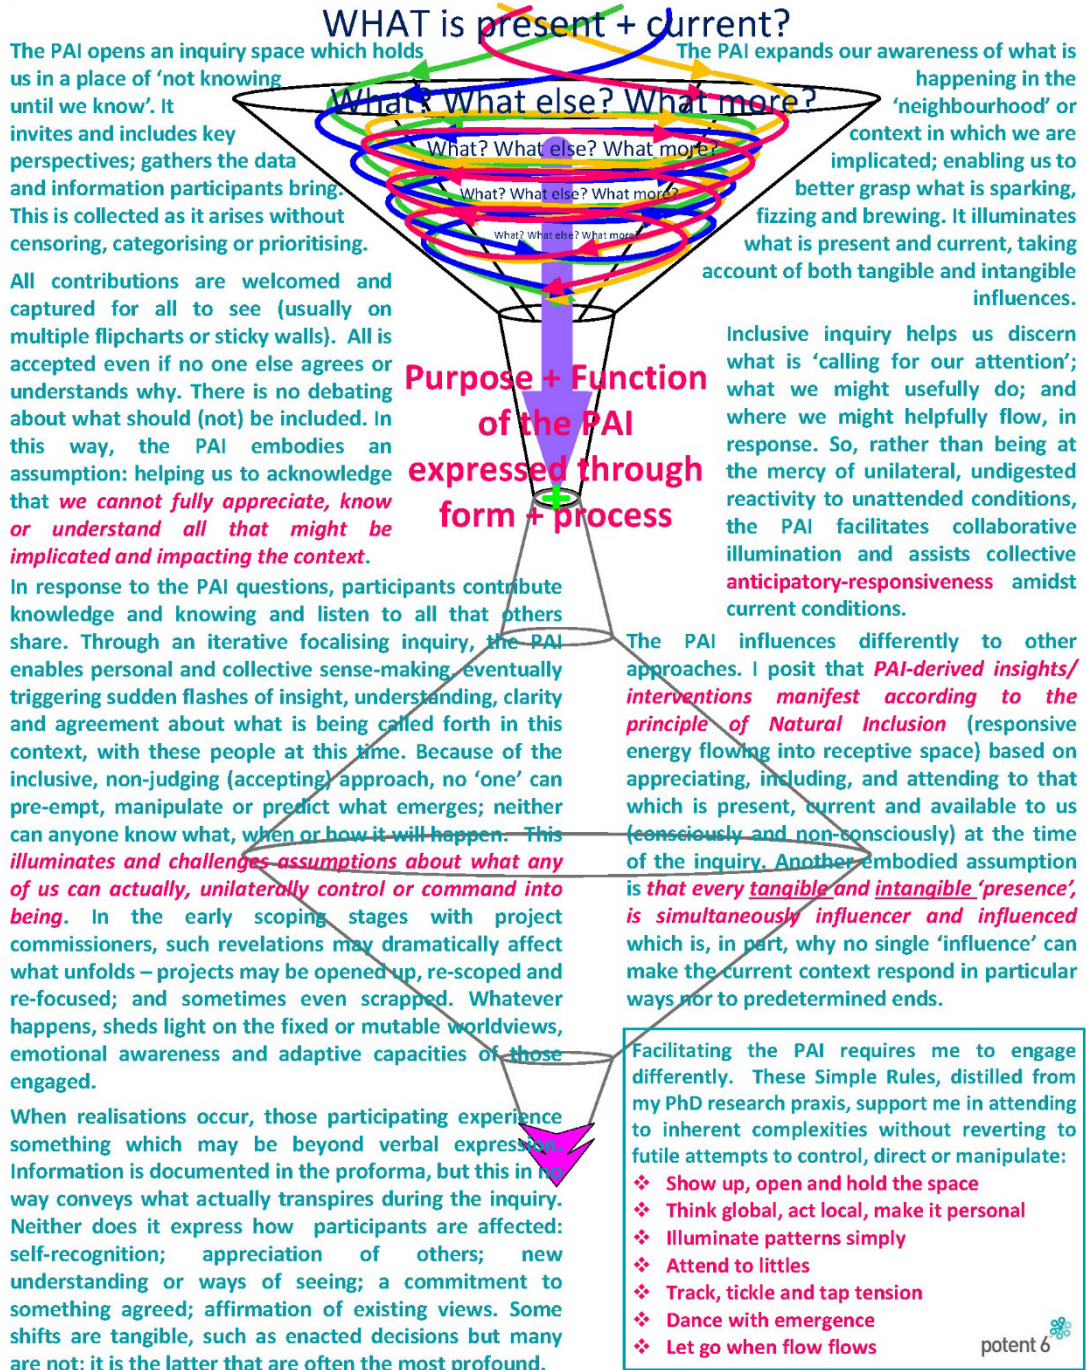 WHAT is present + current?
The PAI opens an inquiry space which holds
us in a place of ‘not knowing
until we know’. It
invites and includes key
perspectives; gathers the data
and information participants bring.
This is collected as it arises without
censoring, categorising or prioritising.
The PAI expands our awareness of what is
happening in the
‘neighbourhood’ or
context in which we are
implicated; enabling us to
better grasp what is sparking,
fizzing and brewing. It illuminates
what is present and current, taking
account of both tangible and intangible
influences.
What? What else? What more?
What? What else? What more?
What? What else? What more?
What? What else? What more?
All contributions are welcomed and
captured for all to see (usually on
multiple flipcharts or sticky walls). All is
accepted even if no one else agrees or
understands why. There is no debating
about what should (not) be included. In
this way, the PAI embodies an
assumption: helping us to acknowledge
that we cannot fully appreciate, know
or understand all that might be
implicated and impacting the context.
Purpose + Function
of the PAI
expressed through
form + process
Inclusive inquiry helps us discern
what is ‘calling for our attention’;
what we might usefully do; and
where we might helpfully flow, in
response. So, rather than being at
the mercy of unilateral, undigested
reactivity to unattended conditions,
the PAI facilitates collaborative
illumination and assists collective
anticipatory-responsiveness amidst
current conditions.
In response to the PAI questions, participants contribute
knowledge and knowing and listen to all that others
share. Through an iterative focalising inquiry, the PAI
enables personal and collective sense-making, eventually
triggering sudden flashes of insight, understanding, clarity
and agreement about what is being called forth in this
context, with these people at this time. Because of the
inclusive, non-judging (accepting) approach, no ‘one’ can
pre-empt, manipulate or predict what emerges; neither
can anyone know what, when or how it will happen. This
illuminates and challenges assumptions about what any
of us can actually, unilaterally control or command into
being. In the early scoping stages with project
commissioners, such revelations may dramatically affect
what unfolds – projects may be opened up, re-scoped and
re-focused; and sometimes even scrapped. Whatever
happens, sheds light on the fixed or mutable worldviews,
emotional awareness and adaptive capacities of those
engaged.
The PAI influences differently to other
approaches. I posit that PAI-derived insights/
interventions manifest according to the
principle of Natural Inclusion (responsive
energy flowing into receptive space) based on
appreciating, including, and attending to that
which is present, current and available to us
(consciously and non-consciously) at the time
of the inquiry. Another embodied assumption
is that every tangible and intangible ‘presence’,
is simultaneously influencer and influenced
which is, in part, why no single ‘influence’ can
make the current context respond in particular
ways nor to predetermined ends.
When realisations occur, those participating experience
something which may be beyond verbal expression.
Information is documented in the proforma, but this in no
way conveys what actually transpires during the inquiry.
Neither does it express how participants are affected:
self-recognition; appreciation of others; new
understanding or ways of seeing; a commitment to
something agreed; affirmation of existing views. Some
shifts are tangible, such as enacted decisions but many
are not: it is the latter that are often the most profound.
Facilitating the PAI requires me to engage
differently. These Simple Rules, distilled from
my PhD research praxis, support me in attending
to inherent complexities without reverting to
futile attempts to control, direct or manipulate:
❖ Show up, open and hold the space
❖ Think global, act local, make it personal
❖ Illuminate patterns simply
❖ Attend to littles
❖ Track, tickle and tap tension
❖ Dance with emergence
❖ Let go when flow flows
potent 6